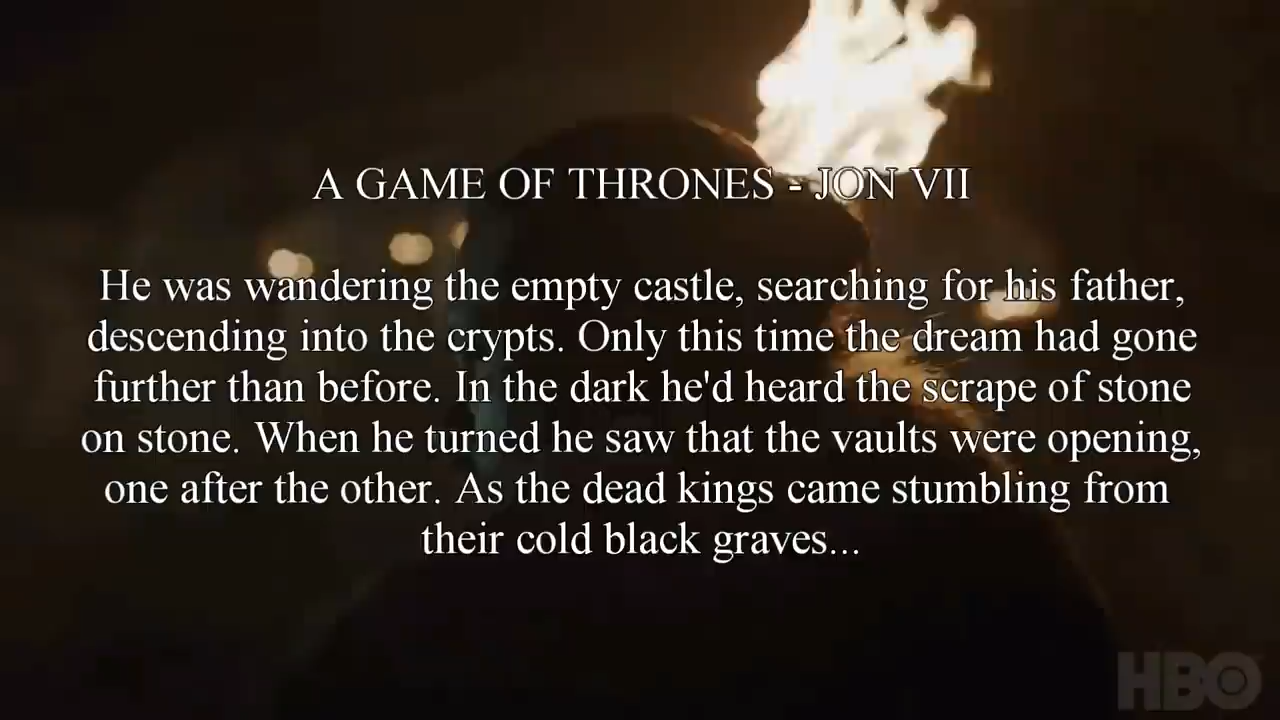 A GAME OF THRONES - JON VII
He was wandering the empty castle, searching for his father,
descending into the crypts. Only this time the dream had gone
further than before. In the dark he'd heard the scrape of stone
on stone. When he turned he saw that the vaults were opening,
one after the other. As the dead kings came stumbling from
their cold black graves...
HBO